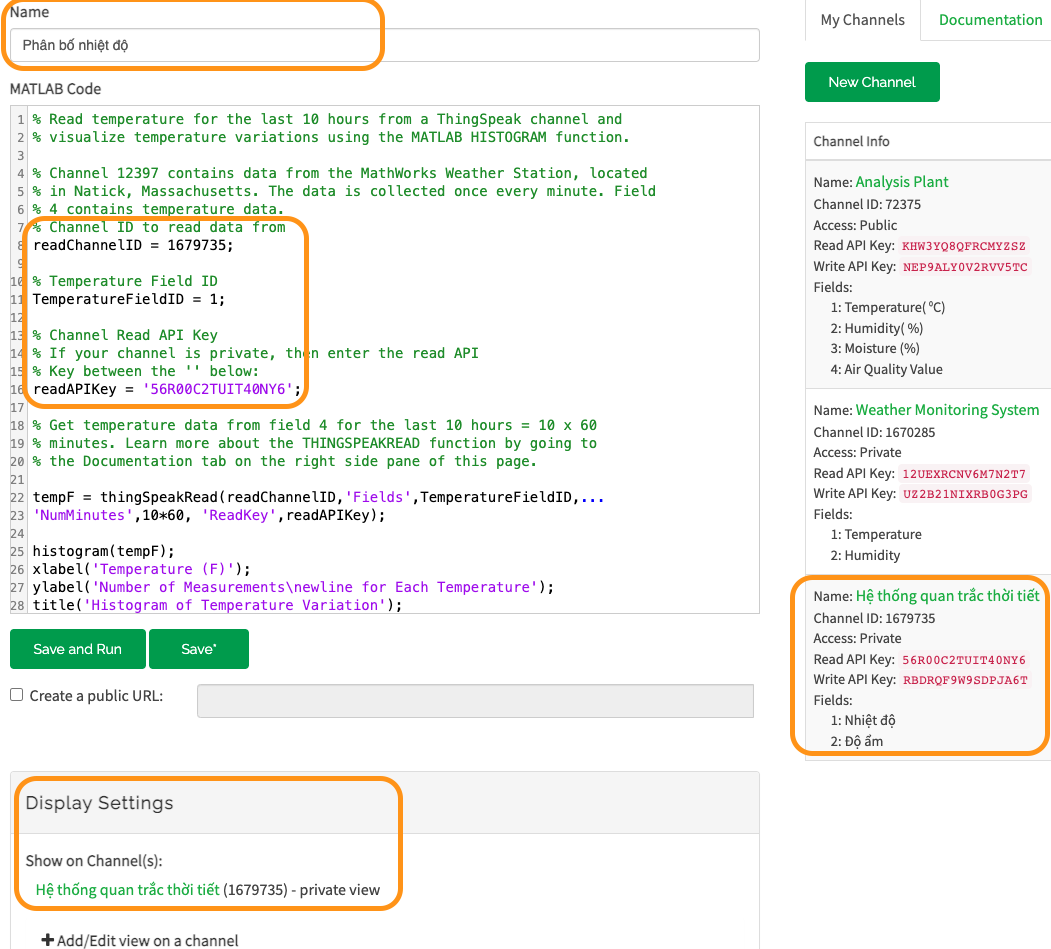 Name
Phân bố nhiệt độ
MATLAB Code
1 % Read temperature for the last 10 hours from a ThingSpeak channel and
2 % visualize temperature variations using the MATLAB HISTOGRAM function.
3
4 % Channel 12397 contains data from the MathWorks Weather Station, located
5 % in Natick, Massachusetts. The data is collected once every minute. Field
6 % 4 contains temperature data.
7 % Channel ID to read data from
8 readChannelID = 1679735;
9
10 % Temperature Field ID
11 TemperatureFieldID = 1;
12
13 % Channel Read API Key
14 % If your channel is private, then enter the read API
15 % Key between the '' below:
16 readAPIKey = '56R00C2TUIT40NY6';
17
18 % Get temperature data from field 4 for the last 10 hours = 10 x 60
19 % minutes. Learn more about the THINGSPEAKREAD function by going to
20 % the Documentation tab on the right side pane of this page.
21
22 tempF = thingSpeakRead(readChannelID,'Fields',TemperatureFieldID,...
23 'NumMinutes',10*60, 'ReadKey',readAPIKey);
24
25 histogram(tempF);
26 xlabel('Temperature (F)');
27 ylabel('Number of Measurements\newline for Each Temperature');
28 title('Histogram of Temperature Variation');
Save and Run
Save*
Create a public URL:
Display Settings
Show on Channel(s):
Hệ thống quan trắc thời tiết (1679735) - private view
+Add/Edit view on a channel
My Channels
Documentation
New Channel
Channel Info
Name: Analysis Plant
Channel ID: 72375
Access: Public
Read API Key: KHW3YQ8QFRCMYZSZ
Write API Key: NEP9ALY0V2RVV5TC
Fields:
1: Temperature( ⁰C)
2: Humidity( %)
3: Moisture (%)
4: Air Quality Value
Name: Weather Monitoring System
Channel ID: 1670285
Access: Private
Read API Key: 12UEXRCNV6M7N2T7
Write API Key: UZ2B21NIXRB0G3PG
Fields:
1: Temperature
2: Humidity
Name: Hệ thống quan trắc thời tiết
Channel ID: 1679735
Access: Private
Read API Key: 56R00C2TUIT40NY6
Write API Key: RBDRQF9W9SDPJA6T
Fields:
1: Nhiệt độ
2: Độ ẩm